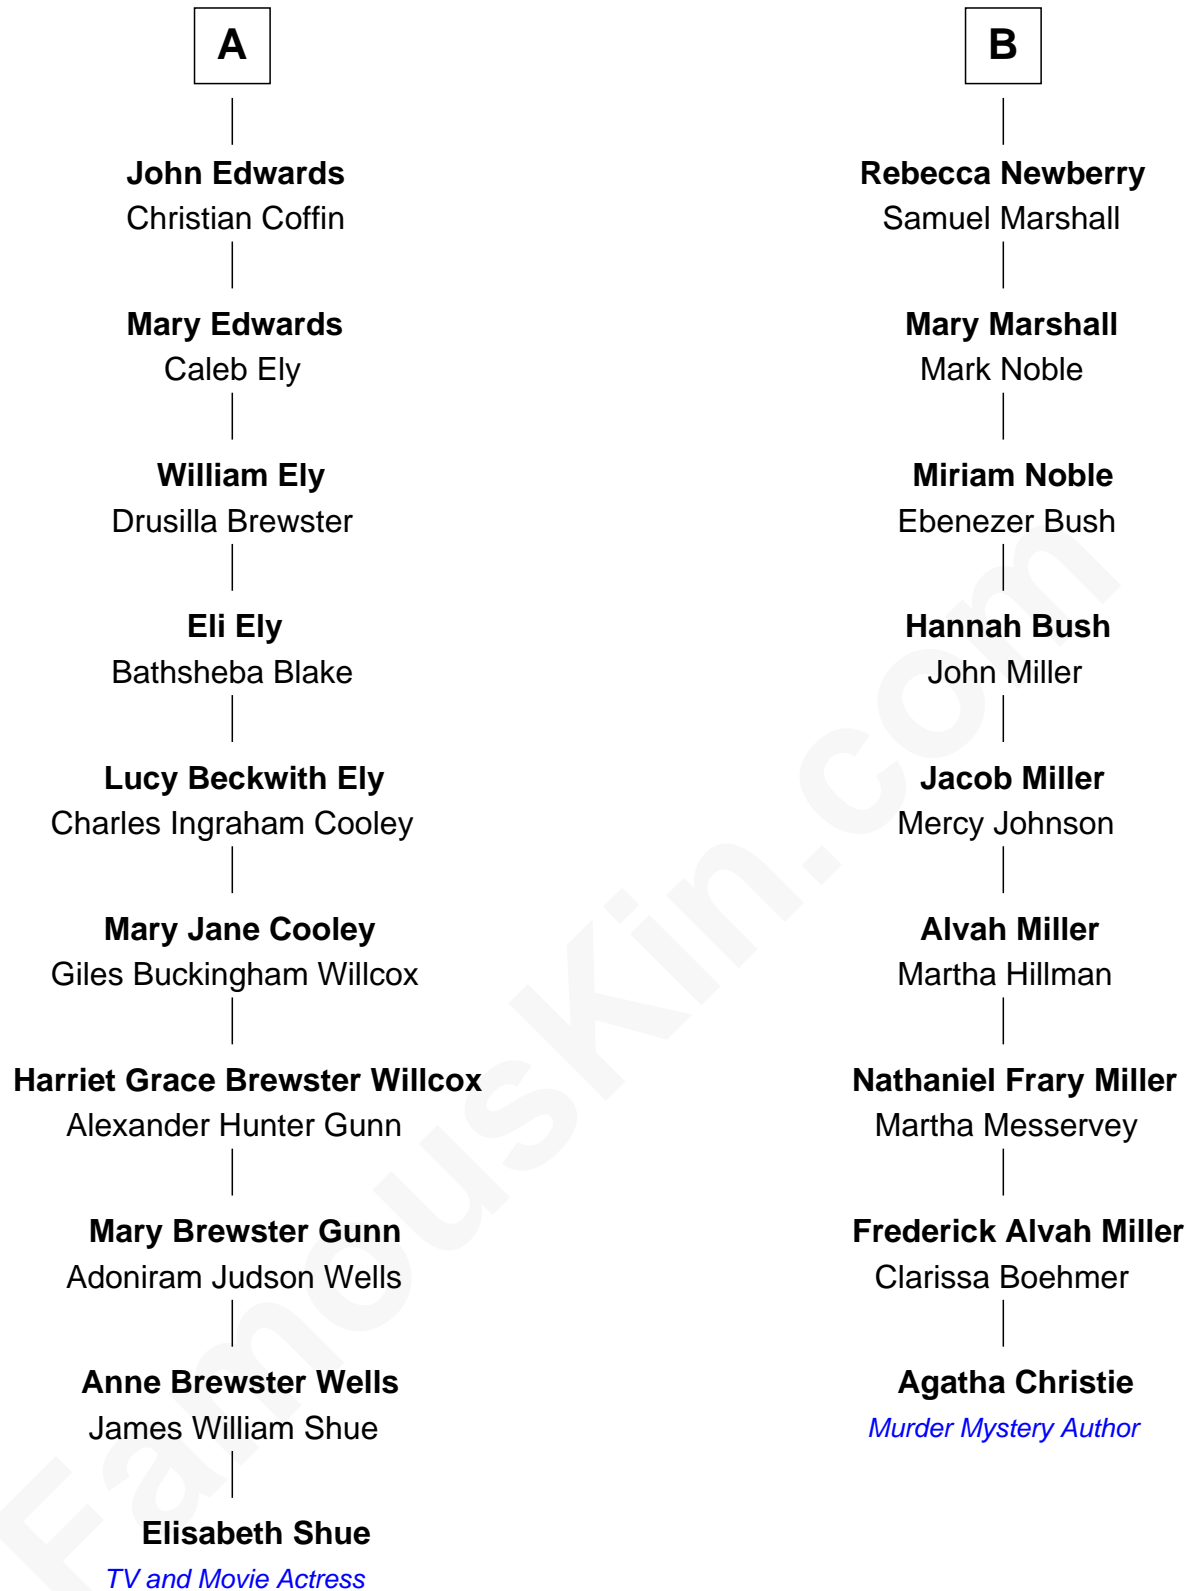 A
John Edwards
Christian Coffin
Mary Edwards
Caleb Ely
William Ely
Drusilla Brewster
Eli Ely
Bathsheba Blake
Lucy Beckwith Ely
Charles Ingraham Cooley
Mary Jane Cooley
Giles Buckingham Willcox
Harriet Grace Brewster Willcox
Alexander Hunter Gunn
Mary Brewster Gunn
Adoniram Judson Wells
Anne Brewster Wells
James William Shue
Elisabeth Shue
TV and Movie Actress
B
Rebecca Newberry
Samuel Marshall
Mary Marshall
Mark Noble
Miriam Noble
Ebenezer Bush
Hannah Bush
John Miller
Jacob Miller
Mercy Johnson
Alvah Miller
Martha Hillman
Nathaniel Frary Miller
Martha Messervey
Frederick Alvah Miller
Clarissa Boehmer
Agatha Christie
Murder Mystery Author
FamousKin.com